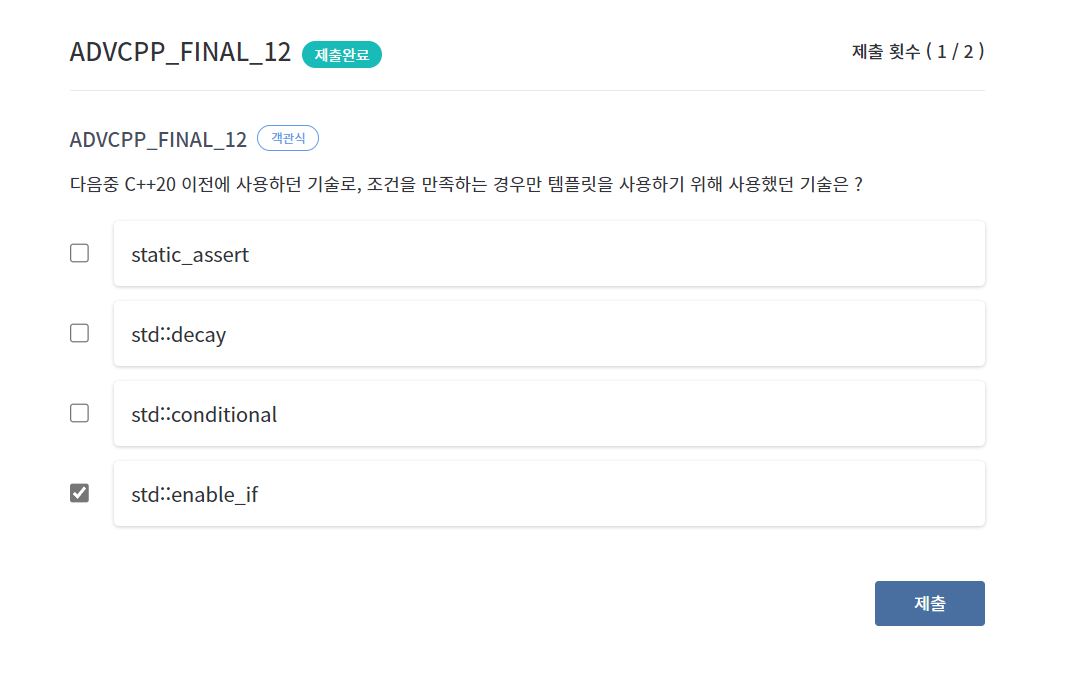 ADVCPP_FINAL_12 제출완료 제출 횟수 ( 1 / 2 )
ADVCPP_FINAL_12 객관식
다음중 C++20 이전에 사용하던 기술로, 조건을 만족하는 경우만 템플릿을 사용하기 위해 사용했던 기술은 ?
static_assert
std::decay
std::conditional
std::enable_if
제출